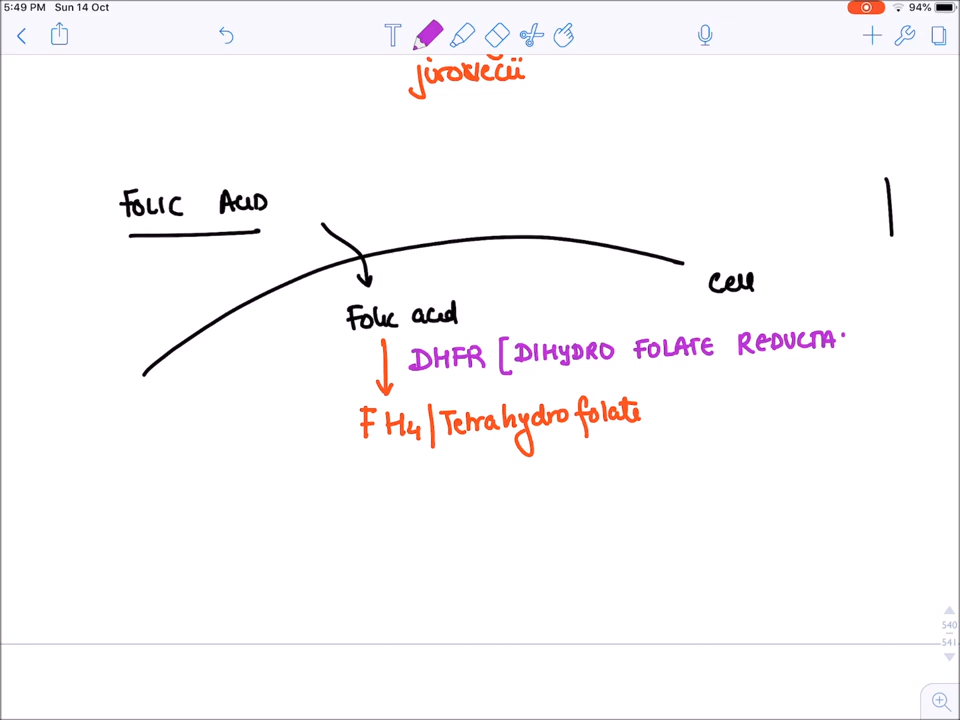 5:49 PM Sun 14 Oct 94%
jirovecii
FOLIC ACID
Cell
Folic acid
DHFR [DIHYDRO FOLATE REDUCTA
FH4/Tetrahydrofolate
540
541